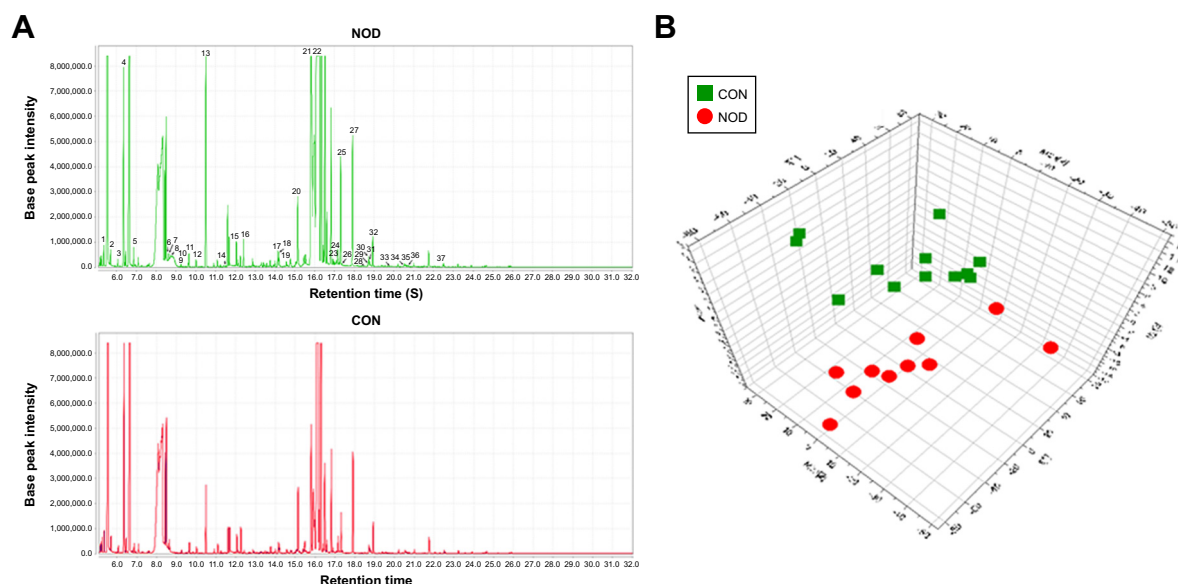 A
NOD
Base peak intensity
8,000,000.0
7,000,000.0
6,000,000.0
5,000,000.0
4,000,000.0
3,000,000.0
2,000,000.0
1,000,000.0
0.0
1 2 3 4 5 6 7 8 9 10 11 12 13 14 15 16 17 18 19 20 21 22 23 24 25 26 27 28 29 30 31 32 33 34 35 36 37
6.0 7.0 8.0 9.0 10.0 11.0 12.0 13.0 14.0 15.0 16.0 17.0 18.0 19.0 20.0 21.0 22.0 23.0 24.0 25.0 26.0 27.0 28.0 29.0 30.0 31.0 32.0
Retention time (S)
CON
Base peak intensity
8,000,000.0
7,000,000.0
6,000,000.0
5,000,000.0
4,000,000.0
3,000,000.0
2,000,000.0
1,000,000.0
0.0
6.0 7.0 8.0 9.0 10.0 11.0 12.0 13.0 14.0 15.0 16.0 17.0 18.0 19.0 20.0 21.0 22.0 23.0 24.0 25.0 26.0 27.0 28.0 29.0 30.0 31.0 32.0
Retention time
B
CON
NOD